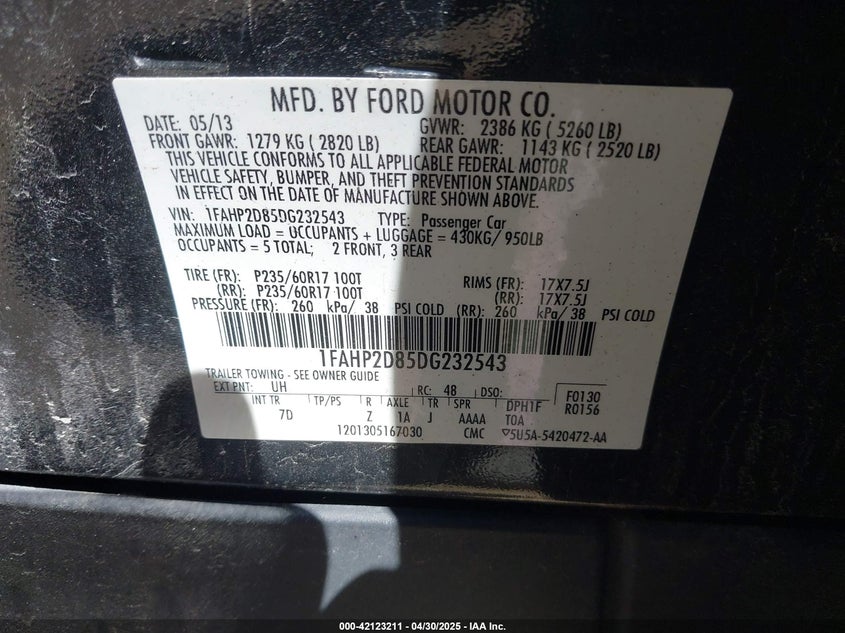 MFD. BY FORD MOTOR CO.
DATE: 05/13 GVWR: 2386 KG ( 5260 LB)
FRONT GAWR: 1279 KG ( 2820 LB) REAR GAWR: 1143 KG ( 2520 LB)
THIS VEHICLE CONFORMS TO ALL APPLICABLE FEDERAL MOTOR
VEHICLE SAFETY, BUMPER, AND THEFT PREVENTION STANDARDS
IN EFFECT ON THE DATE OF MANUFACTURE SHOWN ABOVE.
VIN: 1FAHP2D85DG232543 TYPE: Passenger Car
MAXIMUM LOAD = OCCUPANTS + LUGGAGE = 430KG/ 950LB
OCCUPANTS = 5 TOTAL; 2 FRONT, 3 REAR
TIRE (FR): P235/60R17 100T RIMS (FR): 17X7.5J
(RR): P235/60R17 100T (RR): 17X7.5J
PRESSURE (FR): 260 kPa/ 38 PSI COLD (RR): 260 kPa/ 38 PSI COLD
1FAHP2D85DG232543
TRAILER TOWING - SEE OWNER GUIDE
EXT PNT: UH RC: 48 DSO: F0130
INT TR TP/PS R AXLE TR SPR DPH1F R0156
7D Z 1A J AAAA TOA
1201305167030 CMC 5U5A-5420472-AA
000-42123211 - 04/30/2025 - IAA Inc.